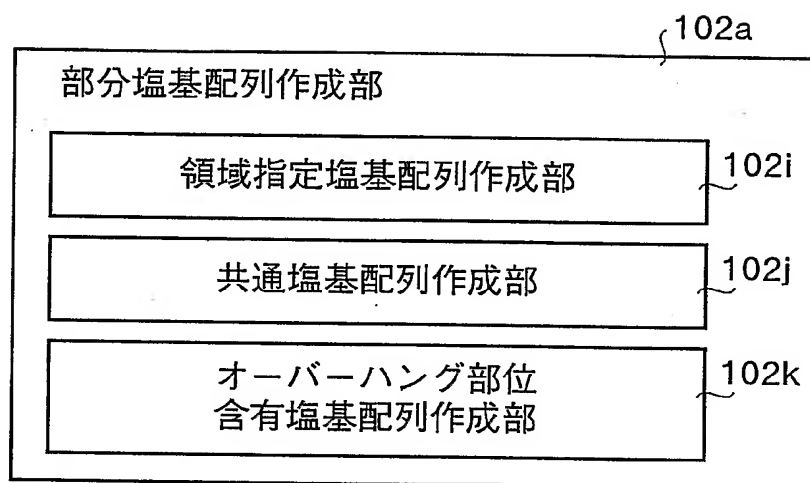 102a
部分塩基配列作成部
領域指定塩基配列作成部
102i
共通塩基配列作成部
102j
オーバーハング部位
含有塩基配列作成部
102k